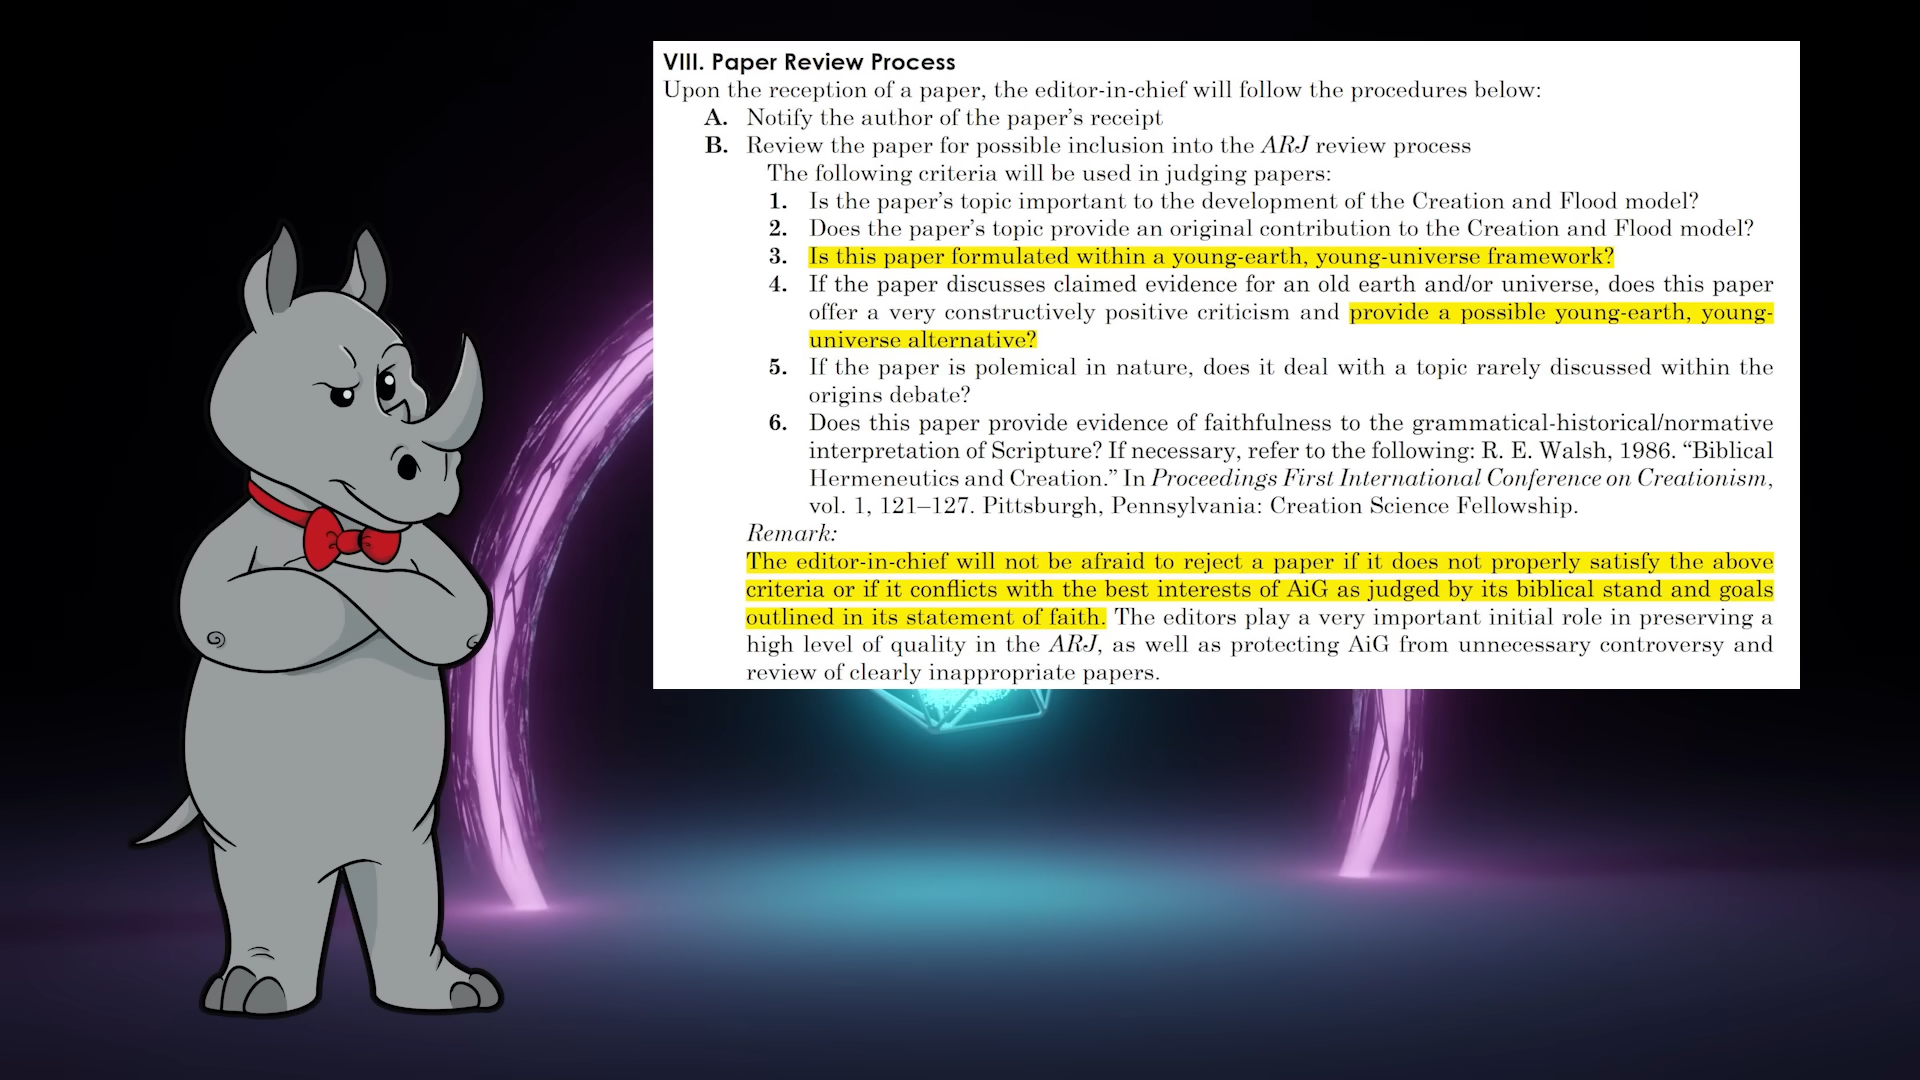 VIII. Paper Review Process
Upon the reception of a paper, the editor-in-chief will follow the procedures below:
A. Notify the author of the paper's receipt
B. Review the paper for possible inclusion into the ARJ review process
The following criteria will be used in judging papers:
1. Is the paper's topic important to the development of the Creation and Flood model?
2. Does the paper's topic provide an original contribution to the Creation and Flood model?
3. Is this paper formulated within a young-earth, young-universe framework?
4. If the paper discusses claimed evidence for an old earth and/or universe, does this paper
offer a very constructively positive criticism and provide a possible young-earth, young-
universe alternative?
5. If the paper is polemical in nature, does it deal with a topic rarely discussed within the
origins debate?
6. Does this paper provide evidence of faithfulness to the grammatical-historical/normative
interpretation of Scripture? If necessary, refer to the following: R. E. Walsh, 1986. “Biblical
Hermeneutics and Creation.” In Proceedings First International Conference on Creationism,
vol. 1, 121–127. Pittsburgh, Pennsylvania: Creation Science Fellowship.
Remark:
The editor-in-chief will not be afraid to reject a paper if it does not properly satisfy the above
criteria or if it conflicts with the best interests of AiG as judged by its biblical stand and goals
outlined in its statement of faith. The editors play a very important initial role in preserving a
high level of quality in the ARJ, as well as protecting AiG from unnecessary controversy and
review of clearly inappropriate papers.